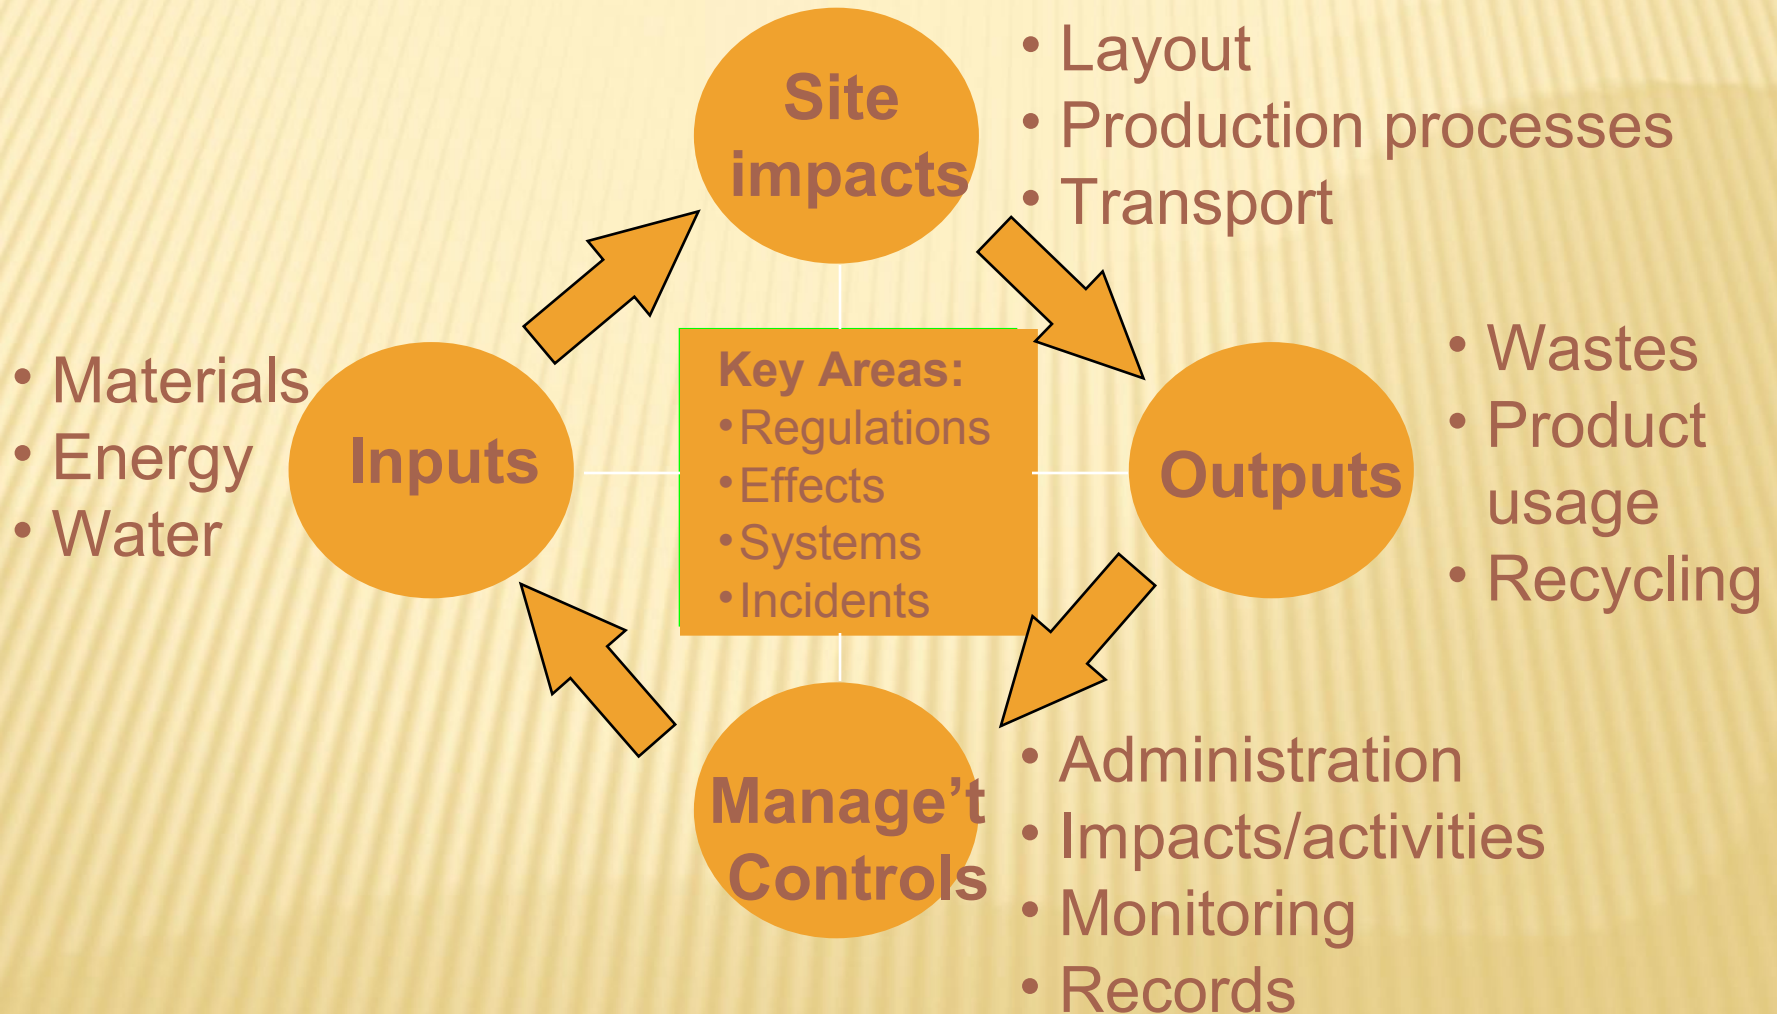 Site
impacts
• Layout
• Production processes
• Transport
• Materials
• Energy
• Water
Inputs
Key Areas:
•Regulations
•Effects
•Systems
•Incidents
Outputs
• Wastes
• Product
usage
• Recycling
Manage’t
Controls
• Administration
• Impacts/activities
• Monitoring
• Records